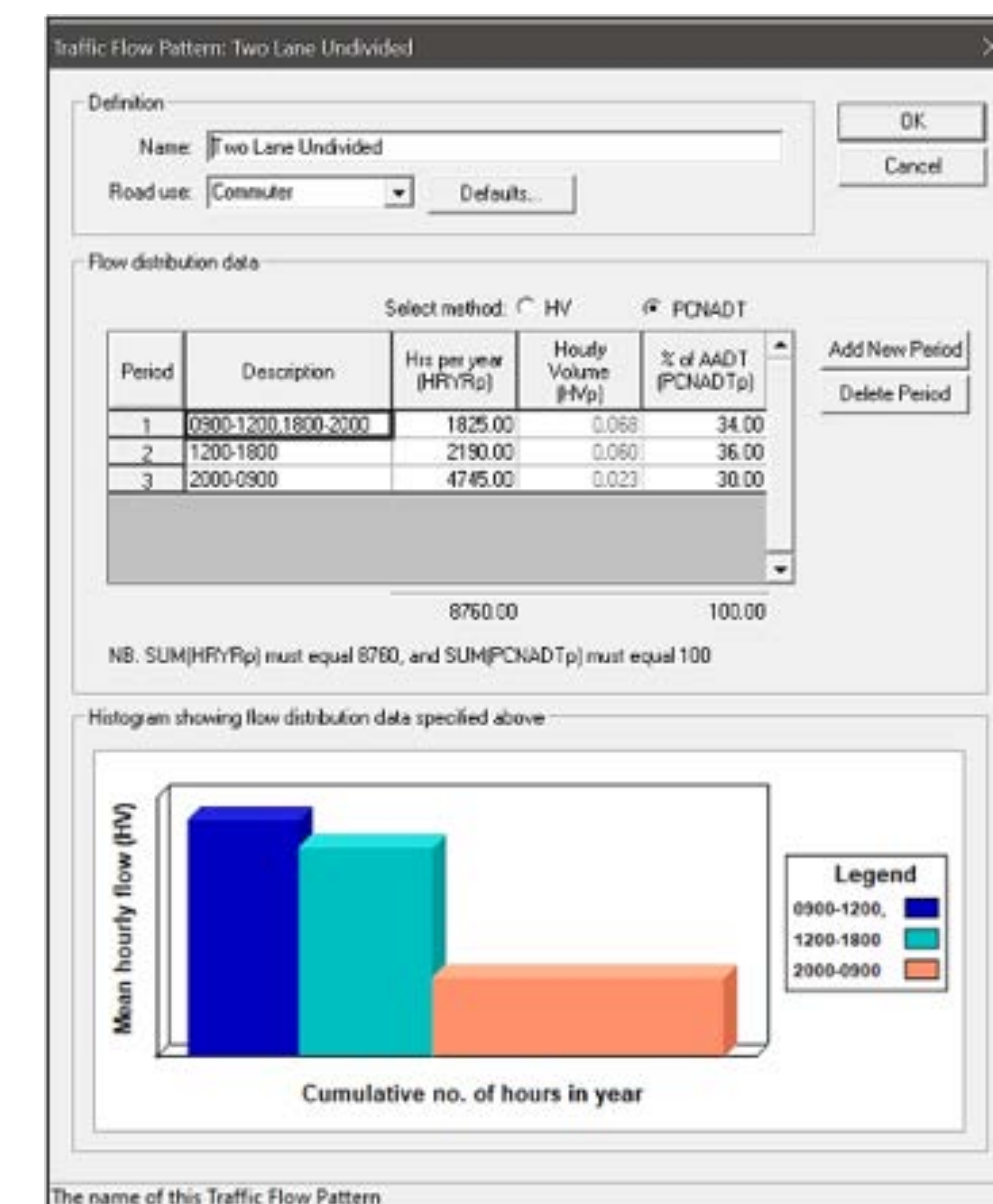 Traffic Flow Pattern: Two Lane Undivided
Definition
Name: Two Lane Undivided
OK
Cancel
Road use: Commuter
Defaults...
Flow distribution data
Select method: HV PCNADT
Period Description Hrs per year (HRYRp) Hourly Volume (HVp) % of AADT (PCNADTp)
Add New Period
Delete Period
1 0900-1200,1800-2000 1825.00 0.068 34.00
2 1200-1800 2190.00 0.060 36.00
3 2000-0900 4745.00 0.023 30.00
8760.00 100.00
NB. SUM(HRYRp) must equal 8760, and SUM(PCNADTp) must equal 100
Histogram showing flow distribution data specified above
Mean hourly flow (HV)
Legend
0900-1200,
1200-1800
2000-0900
Cumulative no. of hours in year
The name of this Traffic Flow Pattern